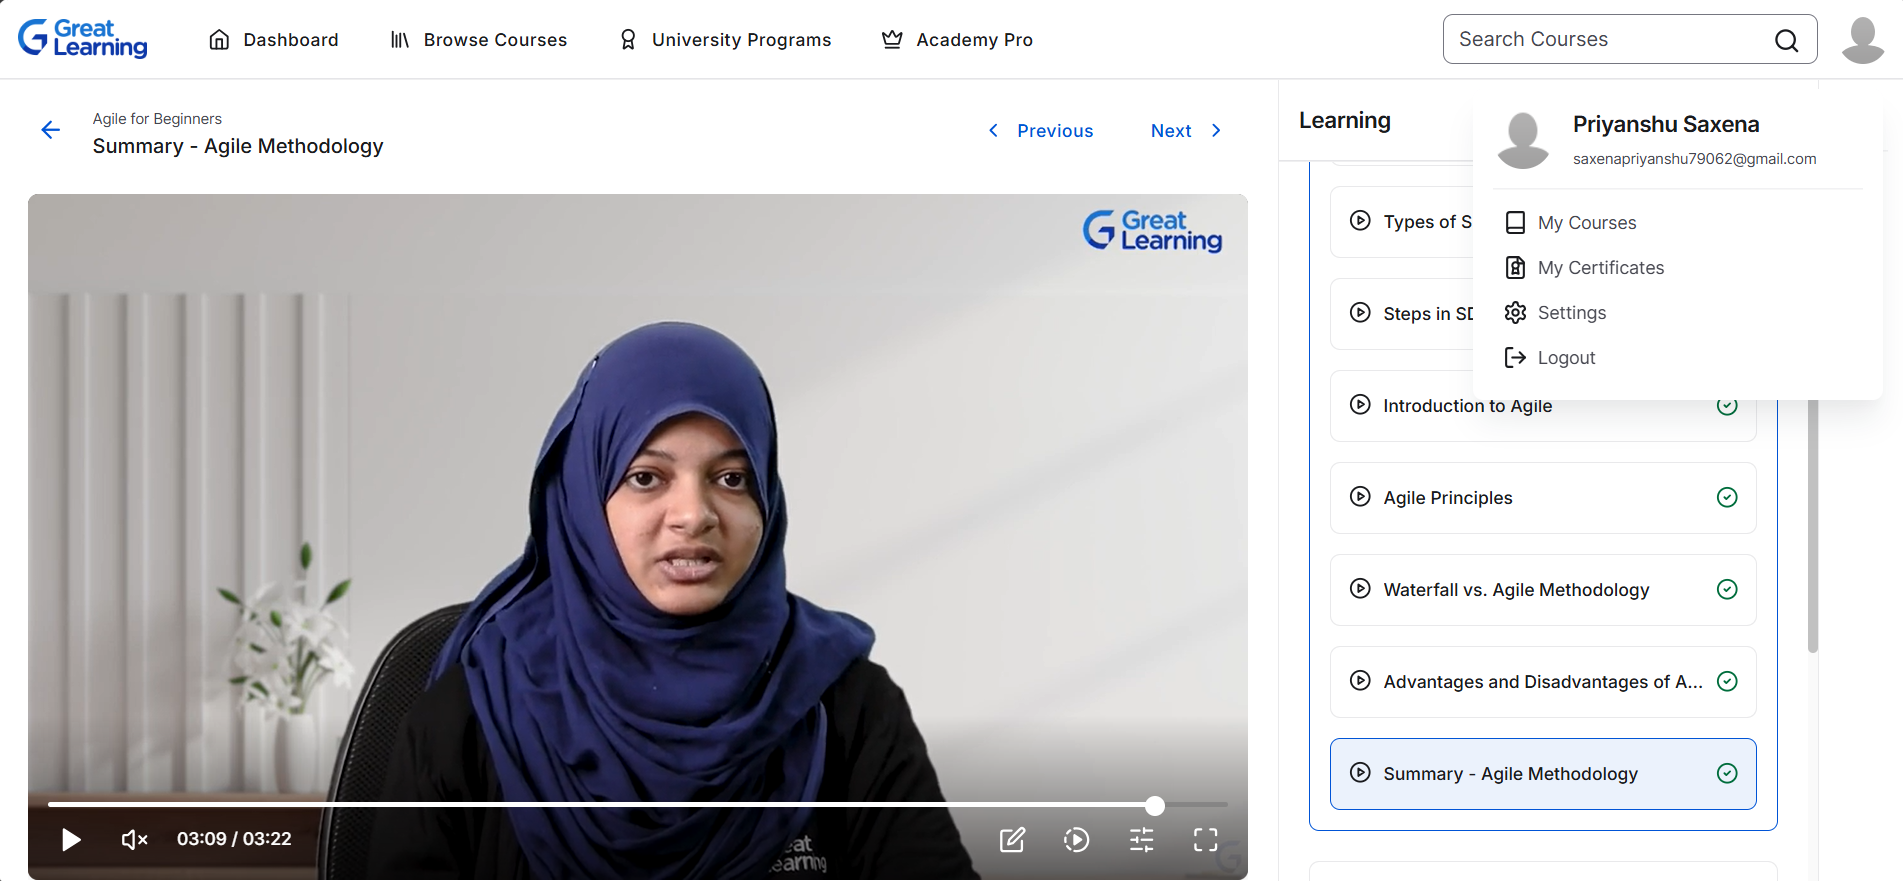 Great
Learning
Dashboard
Browse Courses
University Programs
Academy Pro
Search Courses
Agile for Beginners
Summary - Agile Methodology
Previous
Next
Great
Learning
03:09 / 03:22
Learning
Priyanshu Saxena
saxenapriyanshu79062@gmail.com
My Courses
My Certificates
Settings
Logout
Types of S
Steps in SD
Introduction to Agile
Agile Principles
Waterfall vs. Agile Methodology
Advantages and Disadvantages of A...
Summary - Agile Methodology
eat
earning